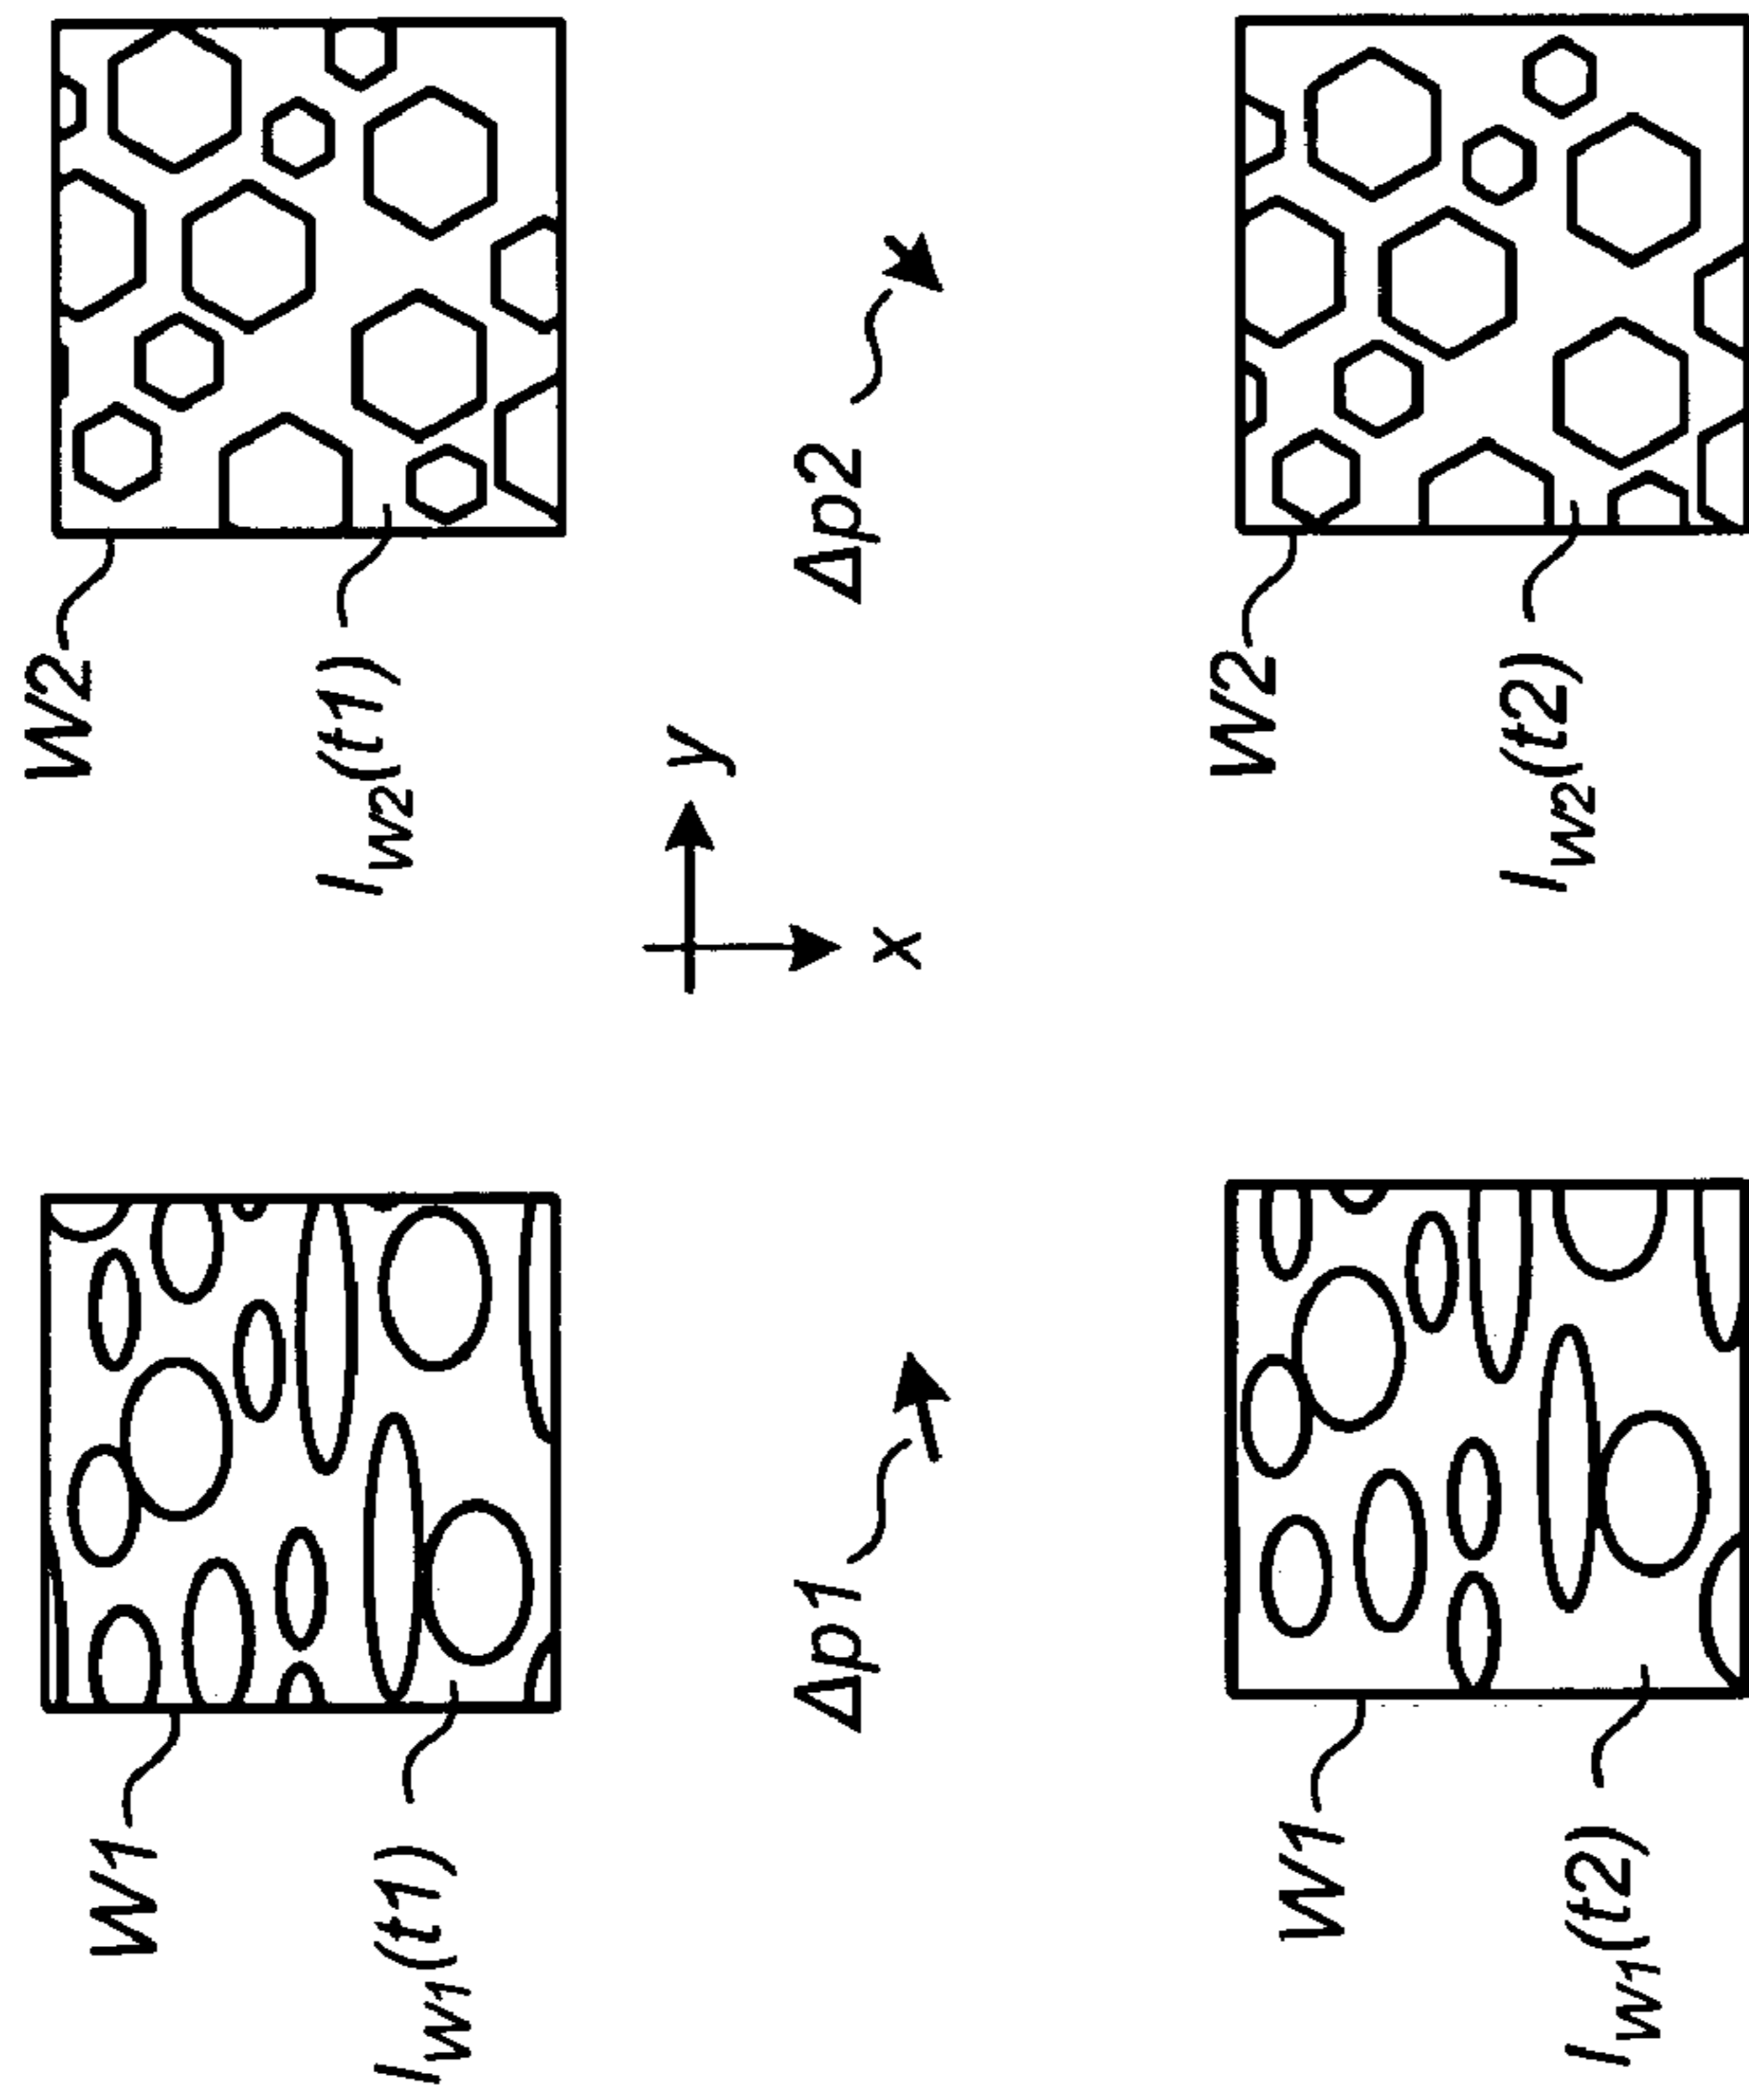 W1
W2
I_W1(t1)
I_W2(t1)
y
Δp1
Δp2
x
W1
W2
I_W1(t2)
I_W2(t2)